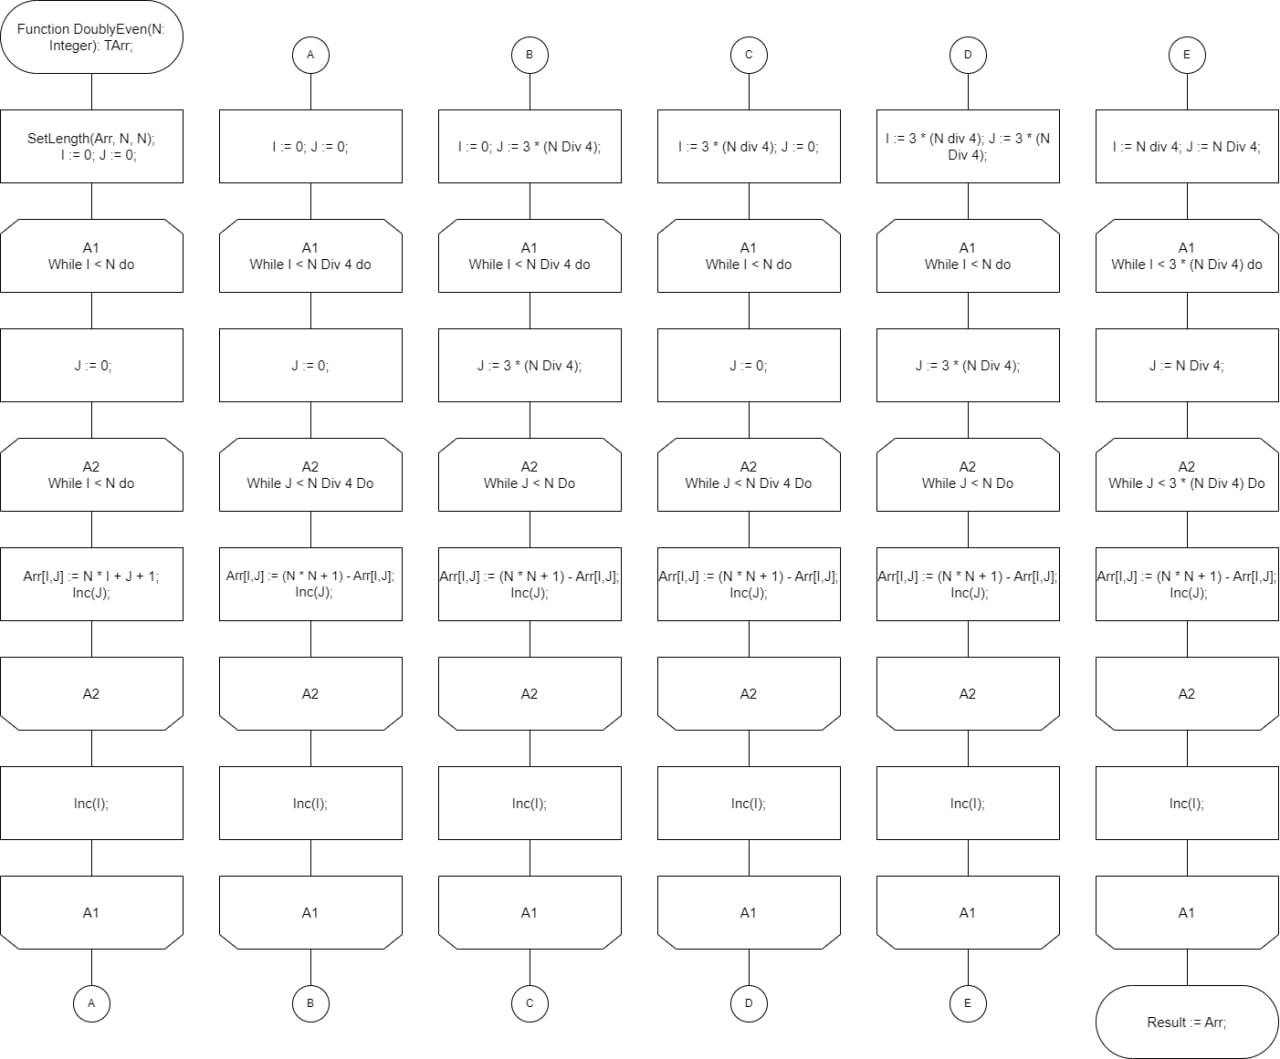 Function DoublyEven(N:
Integer): TArr;
SetLength(Arr, N, N);
I := 0; J := 0;
A1
While I < N do
J := 0;
A2
While I < N do
Arr[I,J] := N * I + J + 1;
Inc(J);
A2
Inc(I);
A1
A
A
I := 0; J := 0;
A1
While I < N Div 4 do
J := 0;
A2
While J < N Div 4 Do
Arr[I,J] := (N * N + 1) - Arr[I,J];
Inc(J);
A2
Inc(I);
A1
B
B
I := 0; J := 3 * (N Div 4);
A1
While I < N Div 4 do
J := 3 * (N Div 4);
A2
While J < N Do
Arr[I,J] := (N * N + 1) - Arr[I,J];
Inc(J);
A2
Inc(I);
A1
C
C
I := 3 * (N div 4); J := 0;
A1
While I < N do
J := 0;
A2
While J < N Div 4 Do
Arr[I,J] := (N * N + 1) - Arr[I,J];
Inc(J);
A2
Inc(I);
A1
D
D
I := 3 * (N div 4); J := 3 * (N
Div 4);
A1
While I < N do
J := 3 * (N Div 4);
A2
While J < N Do
Arr[I,J] := (N * N + 1) - Arr[I,J];
Inc(J);
A2
Inc(I);
A1
E
E
I := N div 4; J := N Div 4;
A1
While I < 3 * (N Div 4) do
J := N Div 4;
A2
While J < 3 * (N Div 4) Do
Arr[I,J] := (N * N + 1) - Arr[I,J];
Inc(J);
A2
Inc(I);
A1
Result := Arr;